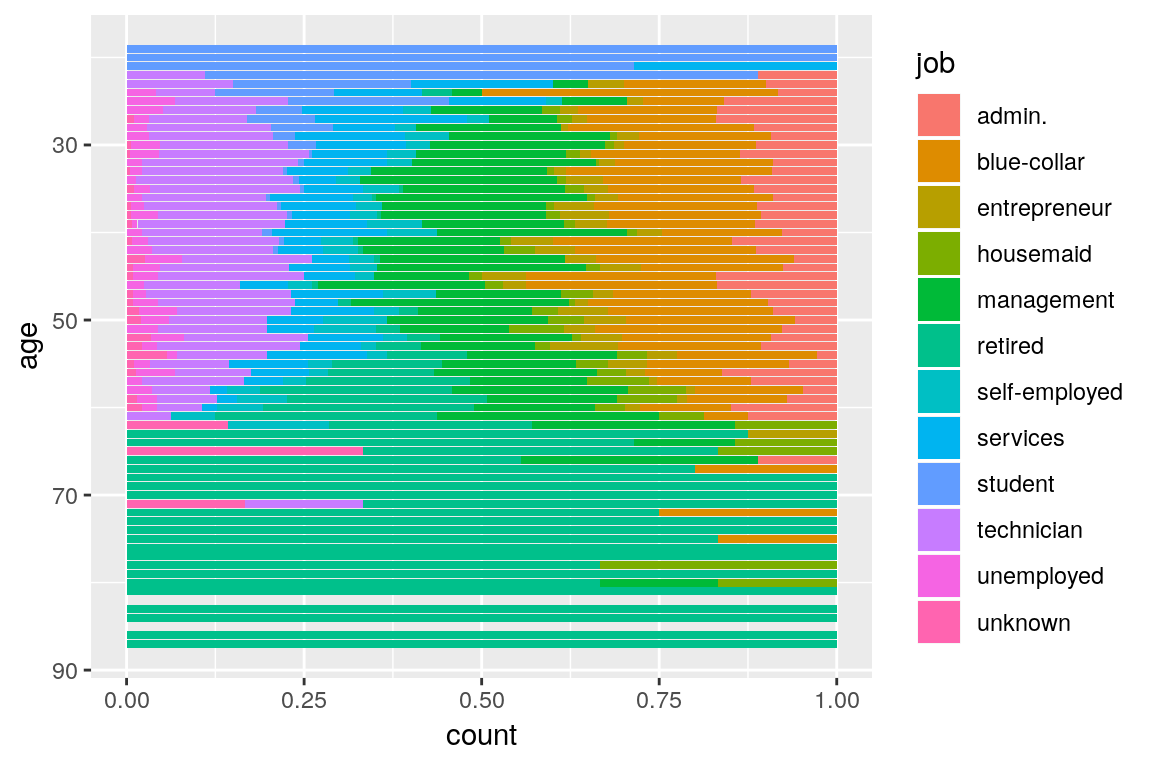 age
30
50
70
90
0.00 0.25 0.50 0.75 1.00
count
job
admin.
blue-collar
entrepreneur
housemaid
management
retired
self-employed
services
student
technician
unemployed
unknown